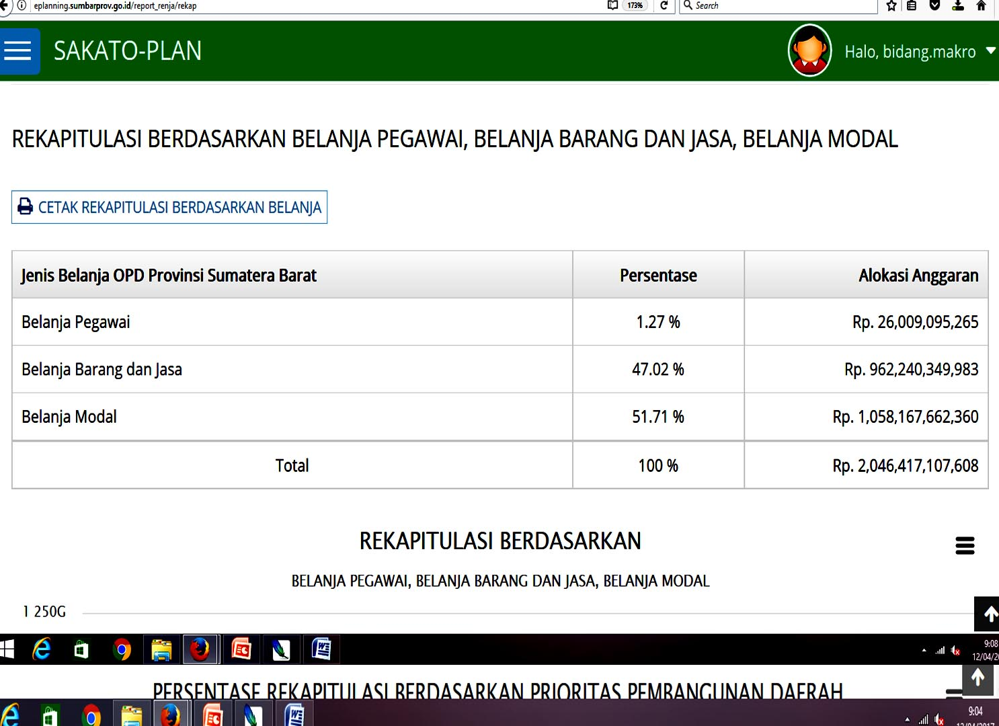 eplanning.sumbarprov.go.id/report_renja/rekap 173% Search
SAKATO-PLAN Halo, bidang.makro
REKAPITULASI BERDASARKAN BELANJA PEGAWAI, BELANJA BARANG DAN JASA, BELANJA MODAL
CETAK REKAPITULASI BERDASARKAN BELANJA
Jenis Belanja OPD Provinsi Sumatera Barat Persentase Alokasi Anggaran
Belanja Pegawai 1.27 % Rp. 26,009,095,265
Belanja Barang dan Jasa 47.02 % Rp. 962,240,349,983
Belanja Modal 51.71 % Rp. 1,058,167,662,360
Total 100 % Rp. 2,046,417,107,608
REKAPITULASI BERDASARKAN
BELANJA PEGAWAI, BELANJA BARANG DAN JASA, BELANJA MODAL
1 250G
9:08
12/04/2
PERSENTASE REKAPITULASI BERDASARKAN PRIORITAS PEMBANGUNAN DAERAH
9:04
12/04/2017